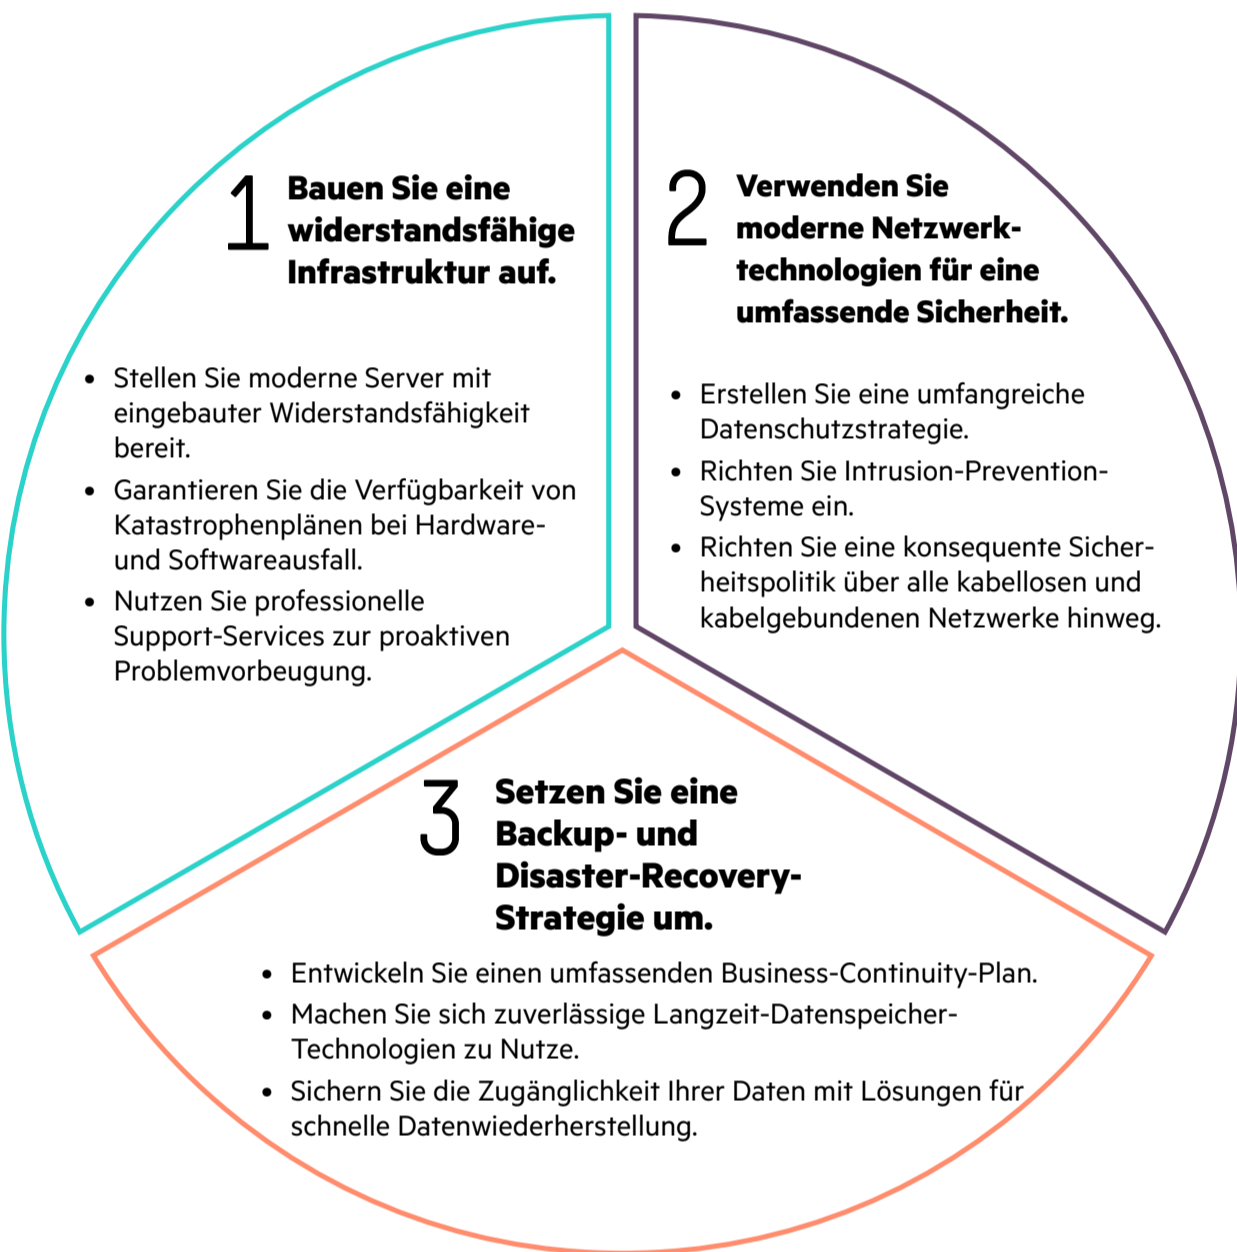 1
Bauen Sie eine
widerstandsfähige
Infrastruktur auf.
• Stellen Sie moderne Server mit
eingebauter Widerstandsfähigkeit
bereit.
• Garantieren Sie die Verfügbarkeit von
Katastrophenplänen bei Hardware-
und Softwareausfall.
• Nutzen Sie professionelle
Support-Services zur proaktiven
Problemvorbeugung.
2
Verwenden Sie
moderne Netzwerk-
technologien für eine
umfassende Sicherheit.
• Erstellen Sie eine umfangreiche
Datenschutzstrategie.
• Richten Sie Intrusion-Prevention-
Systeme ein.
• Richten Sie eine konsequente Sicher-
heitspolitik über alle kabellosen und
kabelgebundenen Netzwerke hinweg.
3
Setzen Sie eine
Backup- und
Disaster-Recovery-
Strategie um.
• Entwickeln Sie einen umfassenden Business-Continuity-Plan.
• Machen Sie sich zuverlässige Langzeit-Datenspeicher-
Technologien zu Nutze.
• Sichern Sie die Zugänglichkeit Ihrer Daten mit Lösungen für
schnelle Datenwiederherstellung.